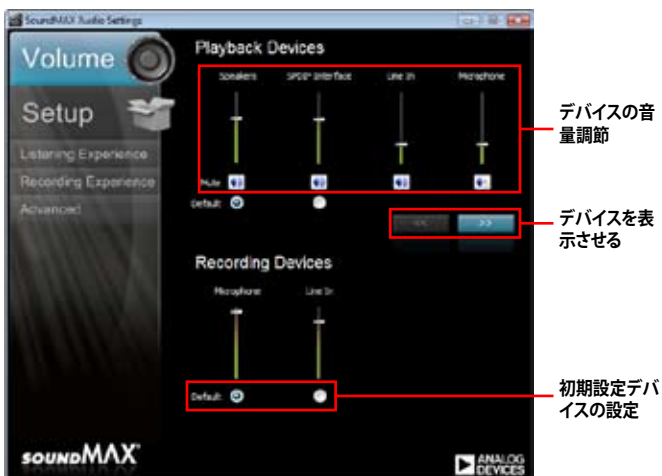 SoundMAX Audio Settings
Volume
Setup
Listening Experience
Recording Experience
Advanced
Playback Devices
Speakers SPDIF Interface Line In Microphone
Mute:
Default:
<< >>
Recording Devices
Microphone Line In
Default:
soundMAX
ANALOG
DEVICES
デバイスの音
量調節
デバイスを表
示させる
初期設定デバ
イスの設定